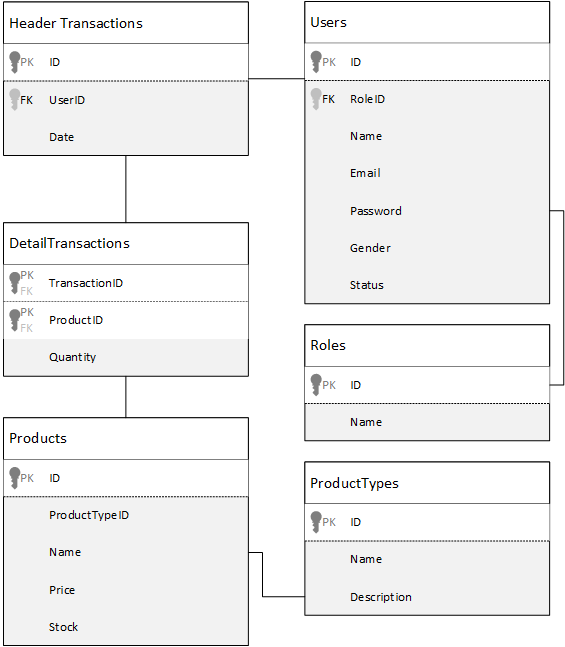 Header Transactions
PK ID
FK UserID
Date
Users
PK ID
FK RoleID
Name
Email
Password
Gender
Status
DetailTransactions
PK
FK
TransactionID
PK
FK
ProductID
Quantity
Roles
PK ID
Name
Products
PK ID
ProductTypeID
Name
Price
Stock
ProductTypes
PK ID
Name
Description